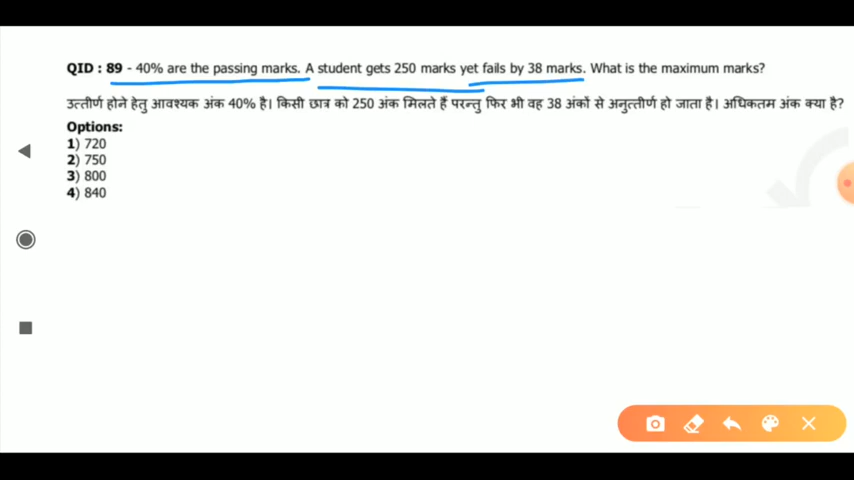 QID : 89 - 40% are the passing marks. A student gets 250 marks yet fails by 38 marks. What is the maximum marks?
उत्तीर्ण होने हेतु आवश्यक अंक 40% है। किसी छात्र को 250 अंक मिलते हैं परन्तु फिर भी वह 38 अंकों से अनुत्तीर्ण हो जाता है। अधिकतम अंक क्या है?
Options:
1) 720
2) 750
3) 800
4) 840